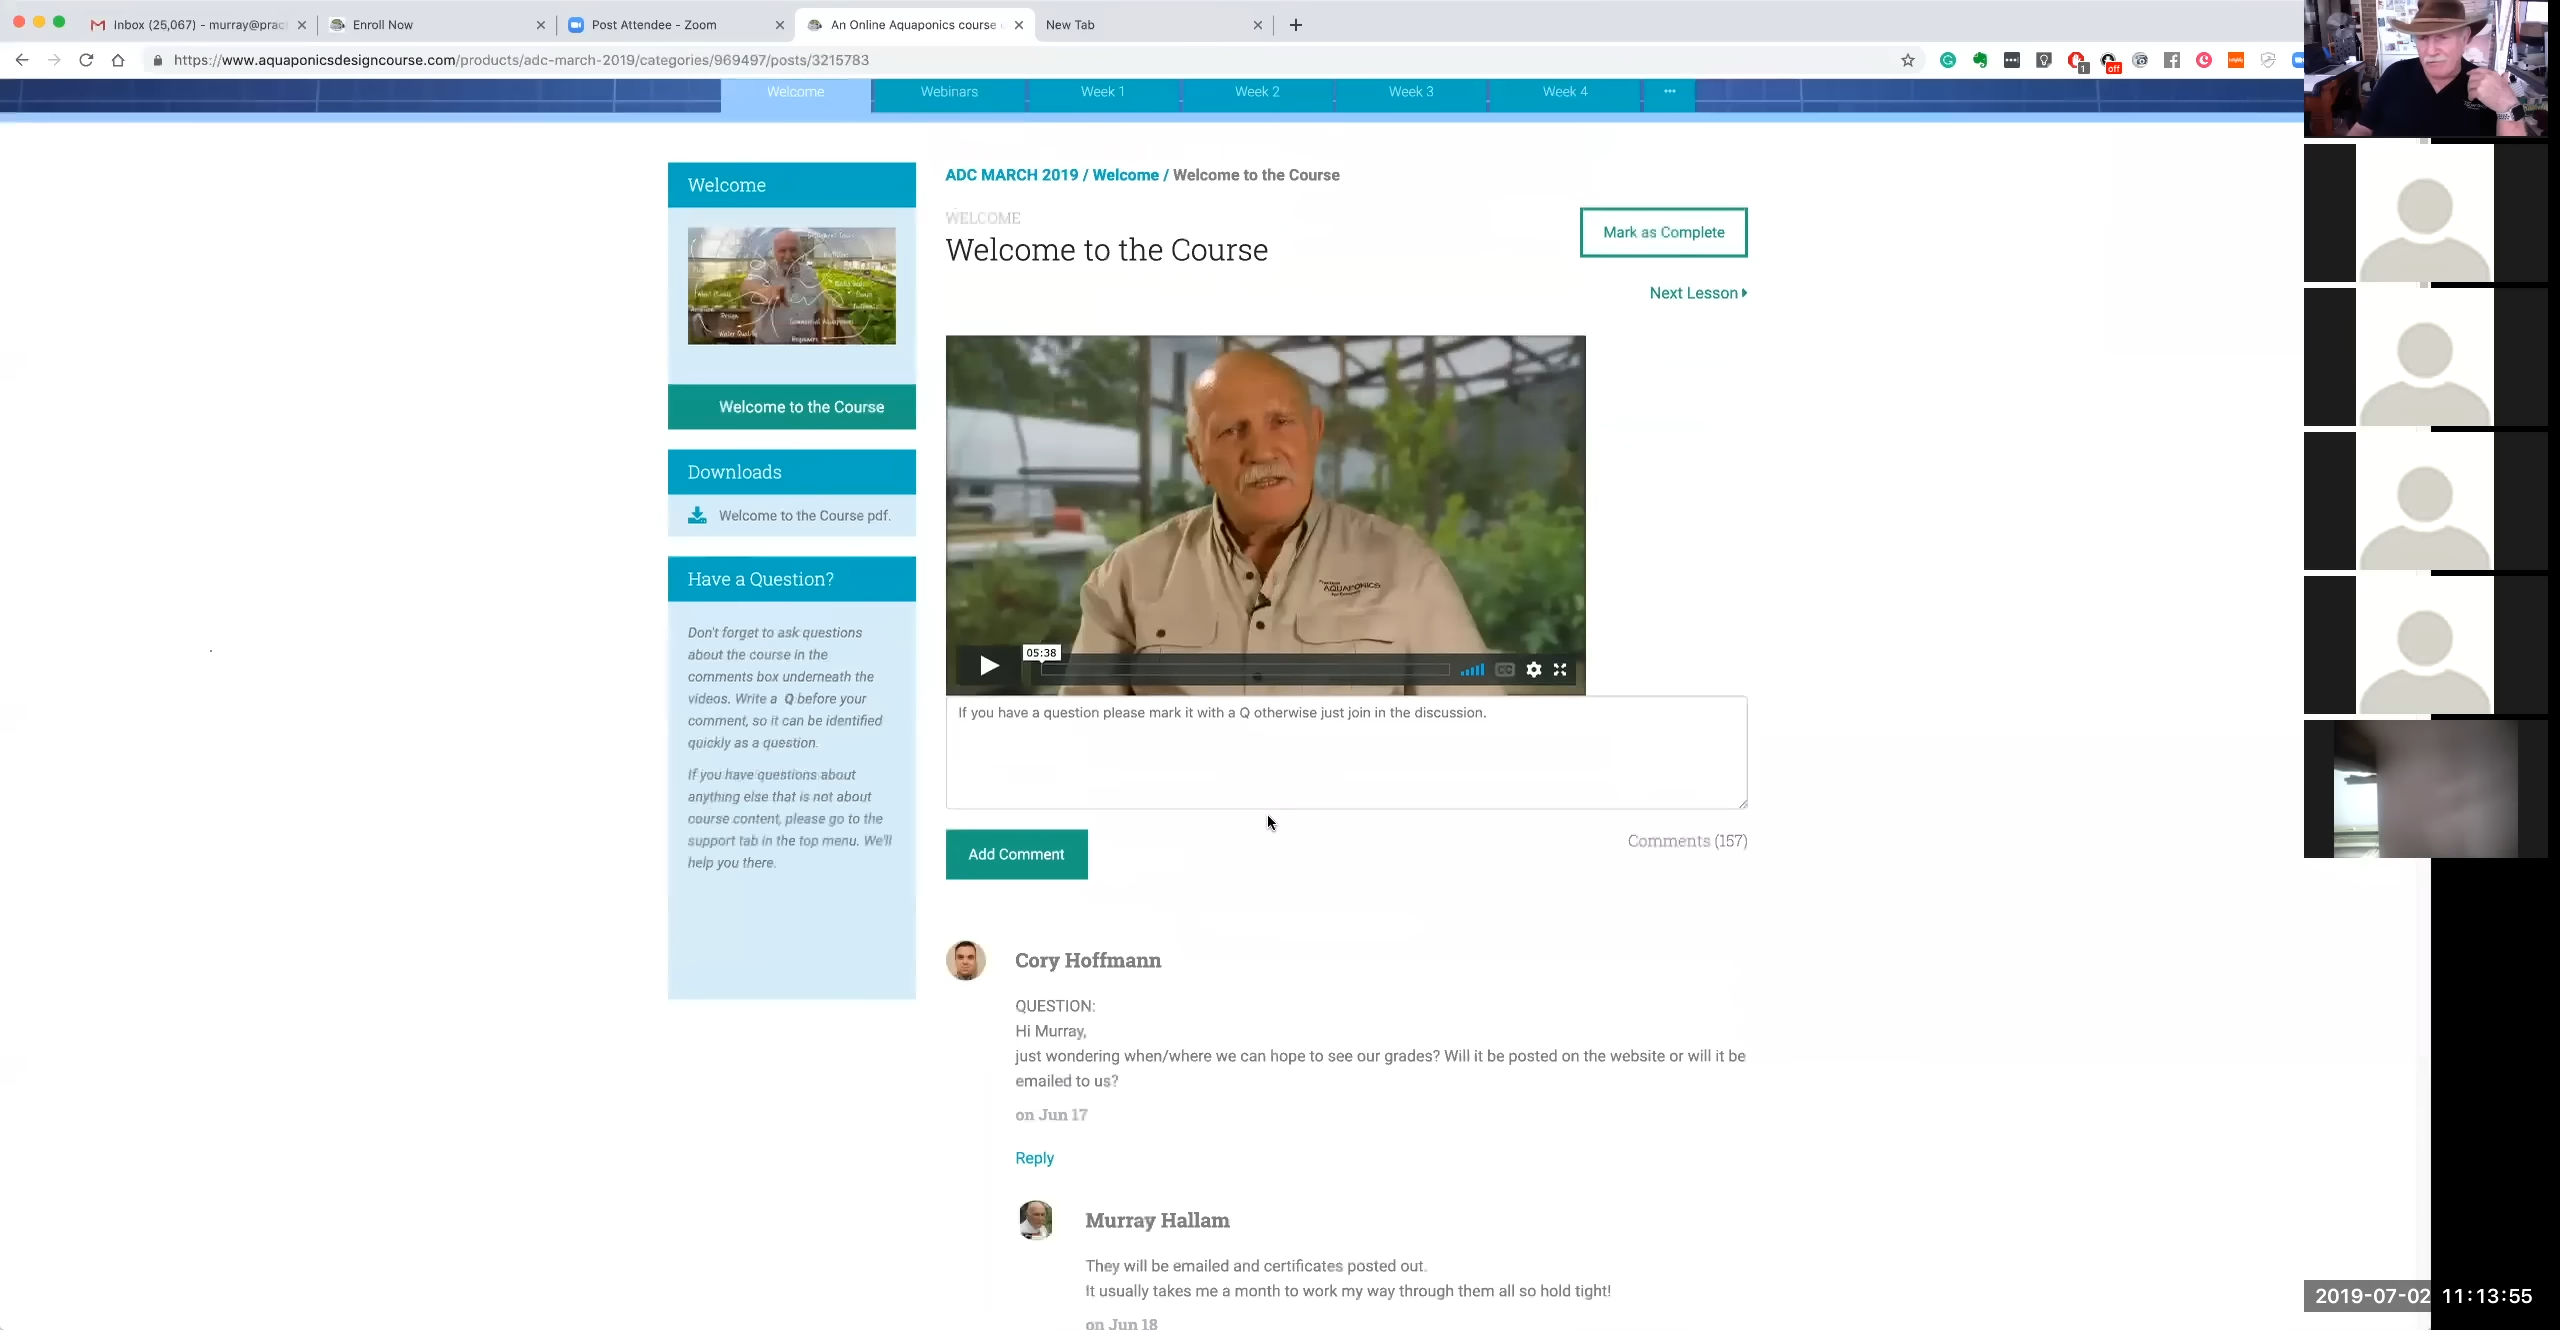 Inbox (25,067) - murray@prac
Enroll Now
Post Attendee - Zoom
An Online Aquaponics course
New Tab
https://www.aquaponicsdesigncourse.com/products/adc-march-2019/categories/969497/posts/3215783
1
off
Welcome
Webinars
Week 1
Week 2
Week 3
Week 4
Welcome
Design
Water Quality
Commercial Aquaponics
Welcome to the Course
Downloads
Welcome to the Course pdf.
Have a Question?
Don't forget to ask questions
about the course in the
comments box underneath the
videos. Write a Q before your
comment, so it can be identified
quickly as a question.
If you have questions about
anything else that is not about
course content, please go to the
support tab in the top menu. We'll
help you there.
ADC MARCH 2019 / Welcome / Welcome to the Course
WELCOME
Welcome to the Course
Mark as Complete
Next Lesson
AQUAPONICS
05:38
CC
If you have a question please mark it with a Q otherwise just join in the discussion.
Add Comment
Comments (157)
Cory Hoffmann
QUESTION:
Hi Murray,
just wondering when/where we can hope to see our grades? Will it be posted on the website or will it be
emailed to us?
on Jun 17
Reply
Murray Hallam
They will be emailed and certificates posted out.
It usually takes me a month to work my way through them all so hold tight!
on Jun 18
2019-07-02 11:13:55